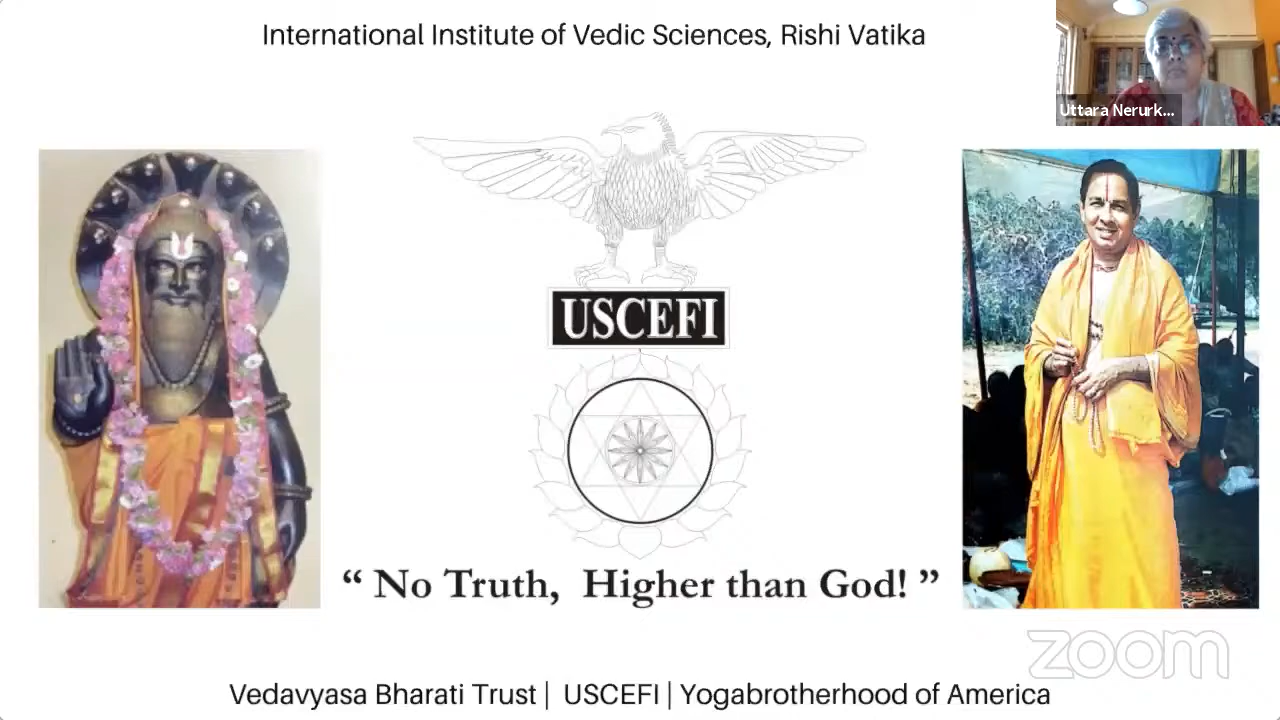 International Institute of Vedic Sciences, Rishi Vatika
Uttara Nerurk...
USCEFI
“ No Truth, Higher than God! ”
zoom
Vedavyasa Bharati Trust | USCEFI | Yogabrotherhood of America